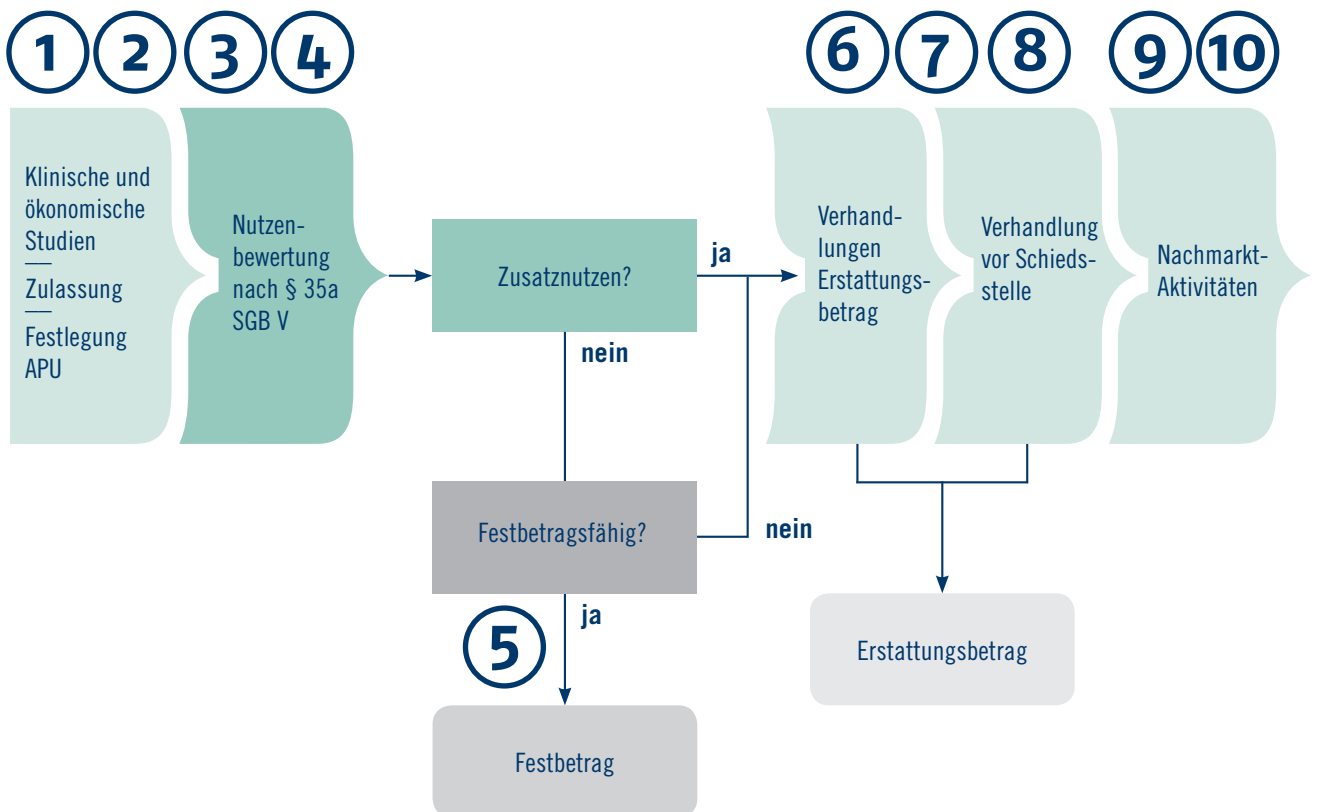 1 2 3 4 6 7 8 9 10
Klinische und
ökonomische
Studien
Zulassung
Festlegung
APU
Nutzen-
bewertung
nach § 35a
SGB V
Zusatznutzen?
ja
nein
Festbetragsfähig?
nein
ja
5
Festbetrag
Verhand-
lungen
Erstattungs-
betrag
Verhandlung
vor Schieds-
stelle
Nachmarkt-
Aktivitäten
Erstattungsbetrag